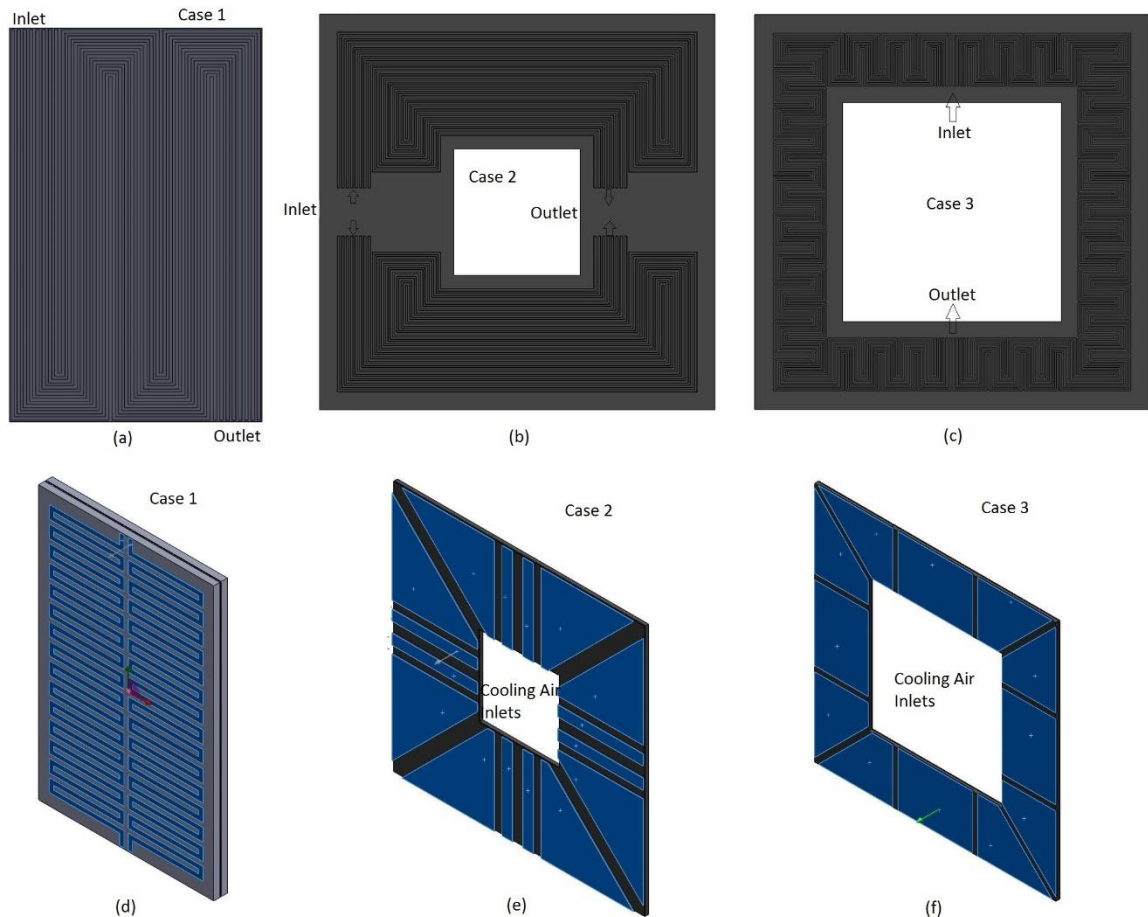 Inlet
Case 1
Outlet
(a)
Inlet
Case 2
Outlet
(b)
Inlet
Case 3
Outlet
(c)
Case 1
(d)
Case 2
Cooling Air
Inlets
(e)
Case 3
Cooling Air
Inlets
(f)